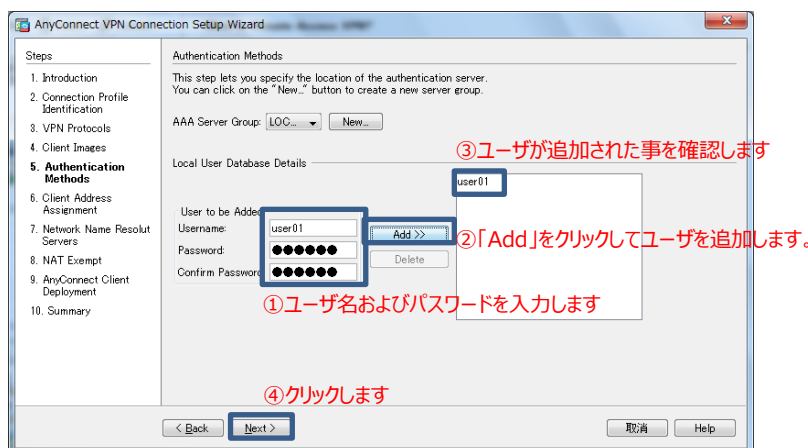 AnyConnect VPN Connection Setup Wizard
Steps
1. Introduction
2. Connection Profile
Identification
3. VPN Protocols
4. Client Images
5. Authentication
Methods
6. Client Address
Assignment
7. Network Name Resolut
Servers
8. NAT Exempt
9. AnyConnect Client
Deployment
10. Summary
Authentication Methods
This step lets you specify the location of the authentication server.
You can click on the "New..." button to create a new server group.
AAA Server Group: LOC... New...
③ユーザが追加された事を確認します
Local User Database Details
user01
User to be Added
Username: user01
Add >>
②「Add」をクリックしてユーザを追加します。
Password: ●●●●●●
Delete
Confirm Password ●●●●●●
①ユーザ名およびパスワードを入力します
④クリックします
< Back Next > 取消 Help